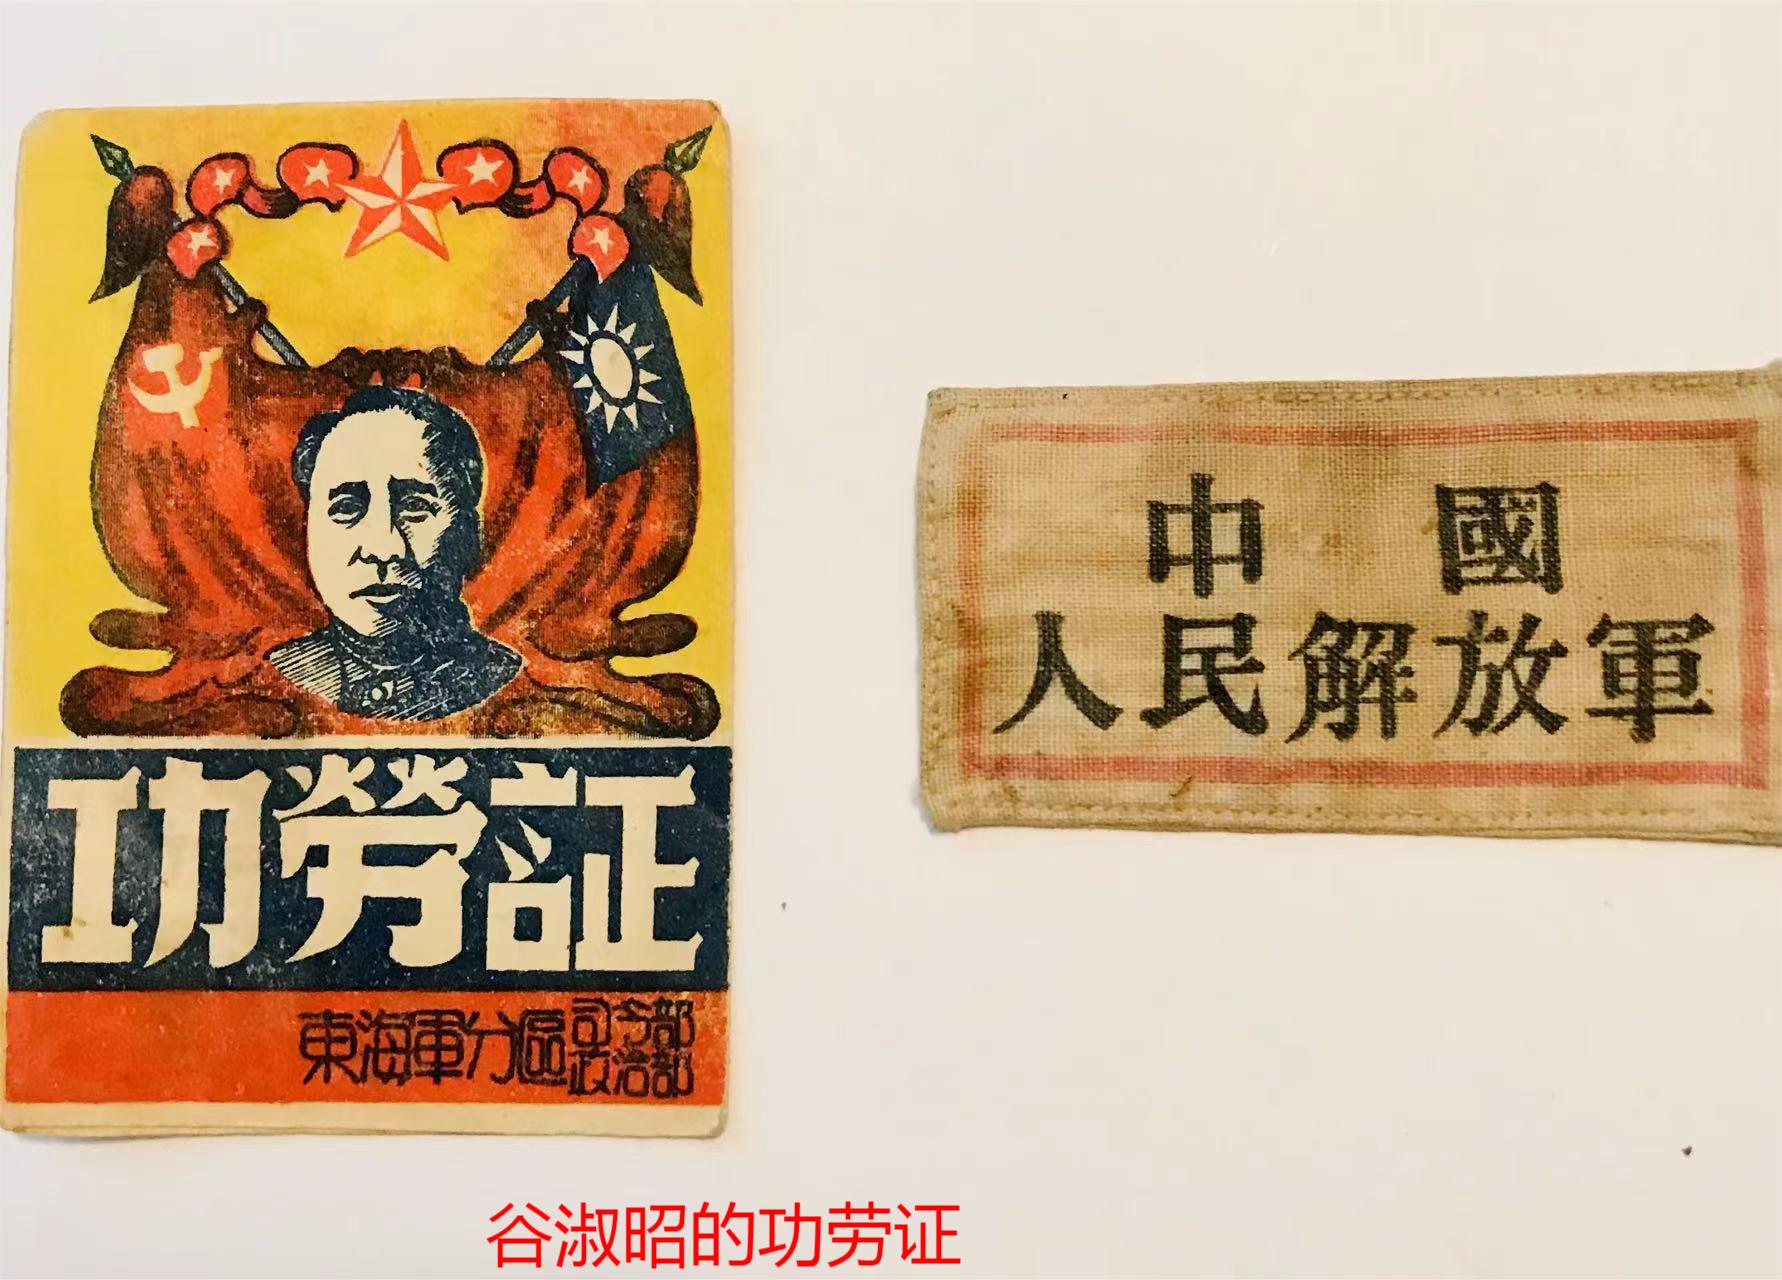 功勞証
東海軍分區司令部
政治部
中國
人民解放軍
谷淑昭的功劳证